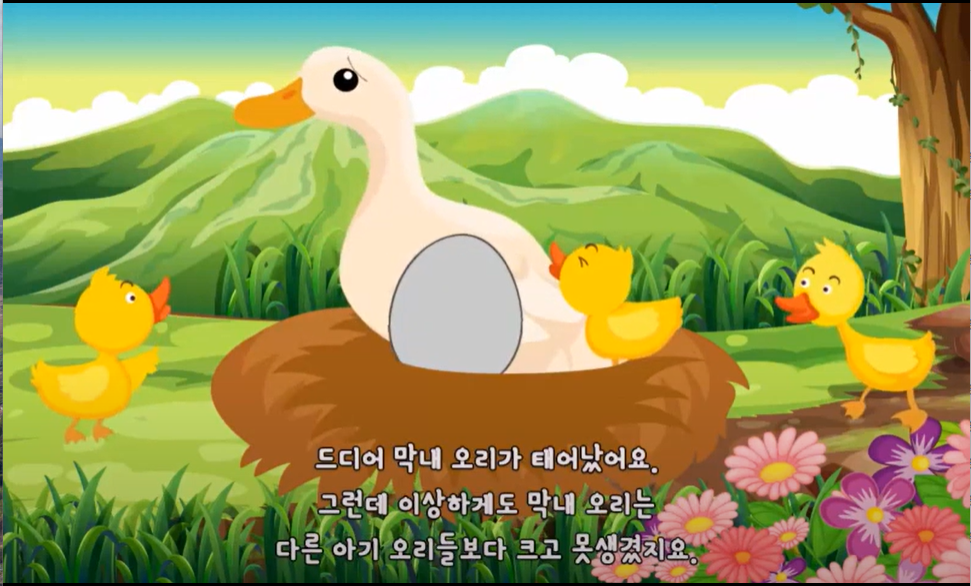 드디어 막내 오리가 태어났어요.
그런데 이상하게도 막내 오리는
다른 아기 오리들보다 크고 못생겼지요.